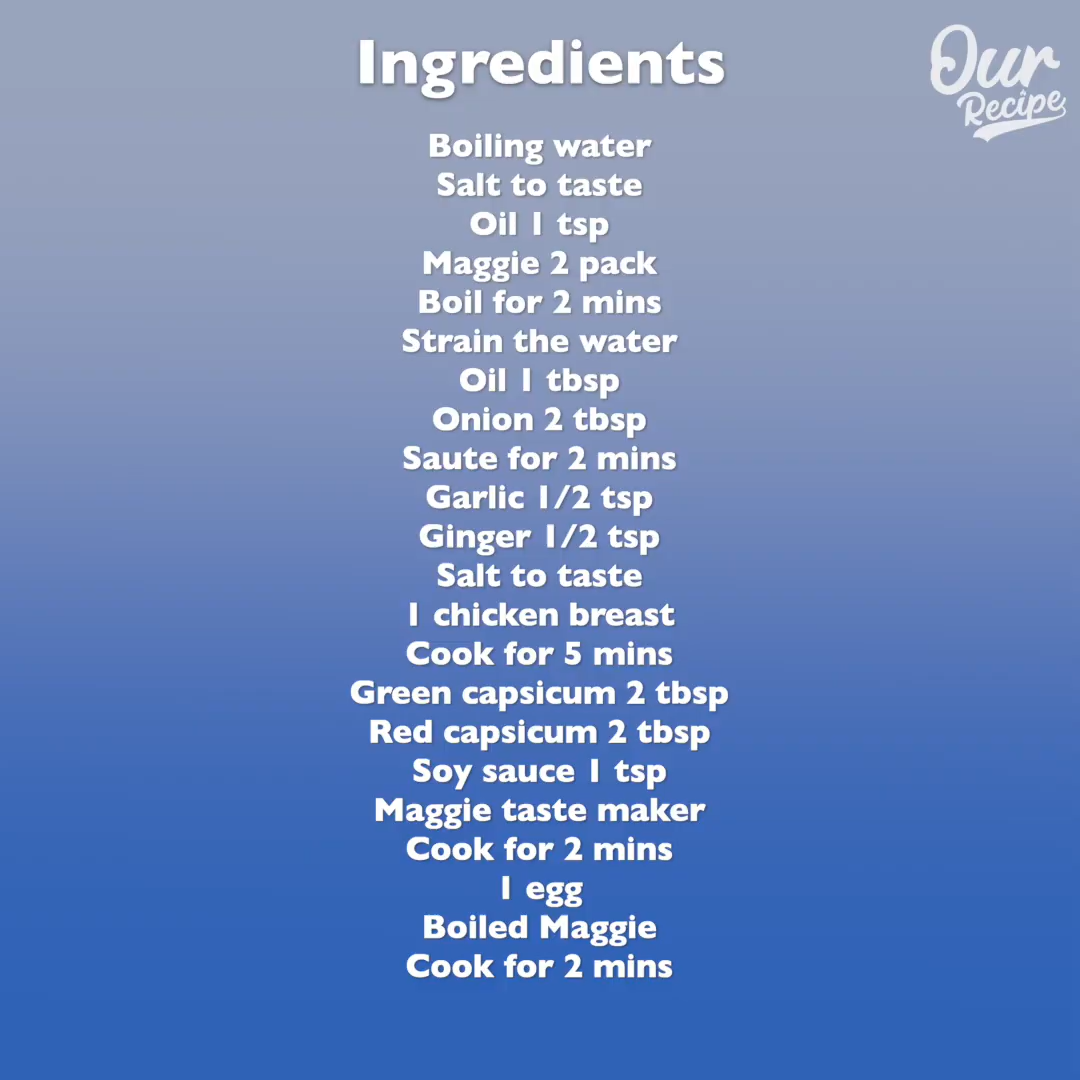 Ingredients
Our
Recipe
Boiling water
Salt to taste
Oil 1 tsp
Maggie 2 pack
Boil for 2 mins
Strain the water
Oil 1 tbsp
Onion 2 tbsp
Saute for 2 mins
Garlic 1/2 tsp
Ginger 1/2 tsp
Salt to taste
1 chicken breast
Cook for 5 mins
Green capsicum 2 tbsp
Red capsicum 2 tbsp
Soy sauce 1 tsp
Maggie taste maker
Cook for 2 mins
1 egg
Boiled Maggie
Cook for 2 mins